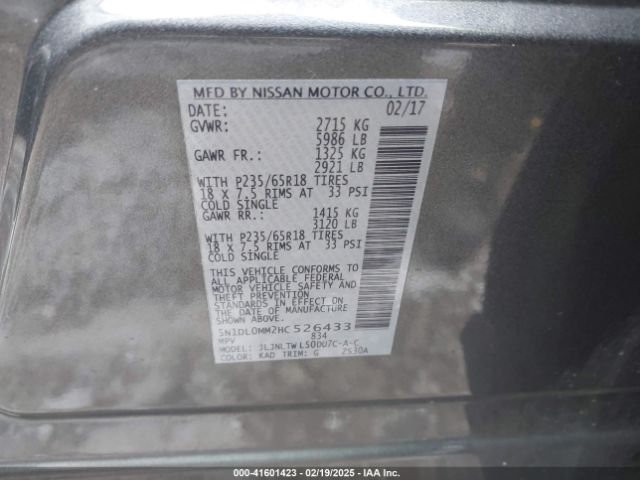 MFD BY NISSAN MOTOR CO., LTD.
DATE: 02/17
GVWR: 2715 KG
5986 LB
GAWR FR.: 1325 KG
2921 LB
WITH P235/65R18 TIRES
18 X 7.5 RIMS AT 33 PSI
COLD SINGLE
GAWR RR.: 1415 KG
3120 LB
WITH P235/65R18 TIRES
18 X 7.5 RIMS AT 33 PSI
COLD SINGLE
THIS VEHICLE CONFORMS TO
ALL APPLICABLE FEDERAL
MOTOR VEHICLE SAFETY AND
THEFT PREVENTION
STANDARDS IN EFFECT ON THE
DATE OF MANUFACTURE
5N1DL0MM2HC526433
MPV 834
MODEL: JLJNLTWL50DU7C-A-C
COLOR: KAD TRIM: G 2S30A
000-41601423 - 02/19/2025 - IAA, Inc.